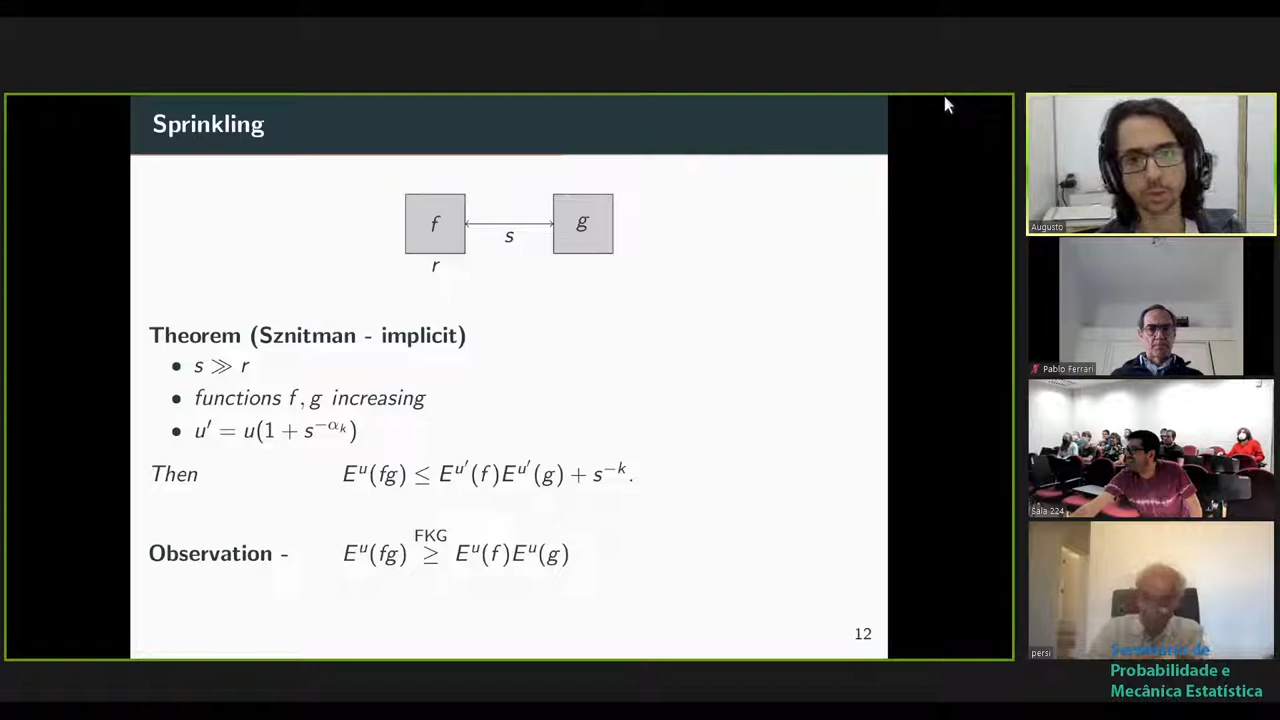 Sprinkling
f
s
g
r
Theorem (Sznitman - implicit)
• s ≫ r
• functions f, g increasing
• u′ = u(1 + s^{−α_k})
Then E^u(fg) ≤ E^{u′}(f)E^{u′}(g) + s^{−k}.
Observation - E^u(fg) ≥^{FKG} E^u(f)E^u(g)
12
Augusto
Pablo Ferrari
Sala 224
persi
Seminário de
Probabilidade e
Mecânica Estatística